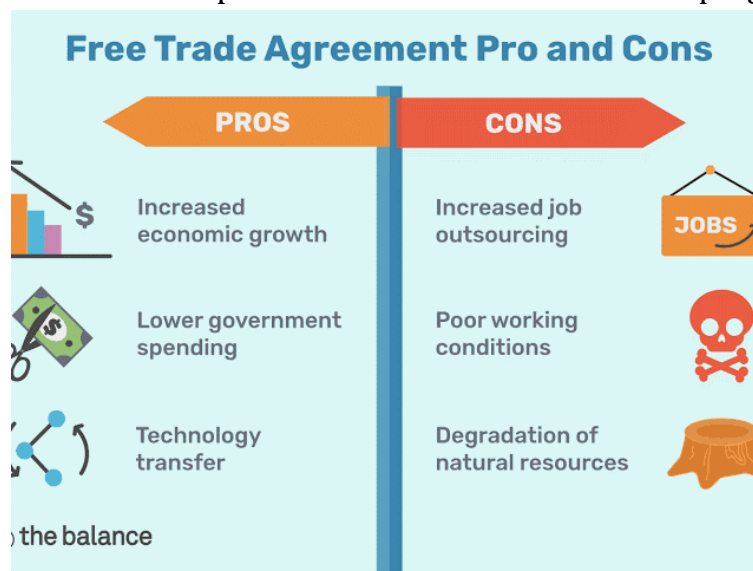 Free Trade Agreement Pro and Cons
PROS
CONS
Increased
economic growth
$
Increased job
outsourcing
JOBS
Lower government
spending
$
Poor working
conditions
Technology
transfer
Degradation of
natural resources
the balance